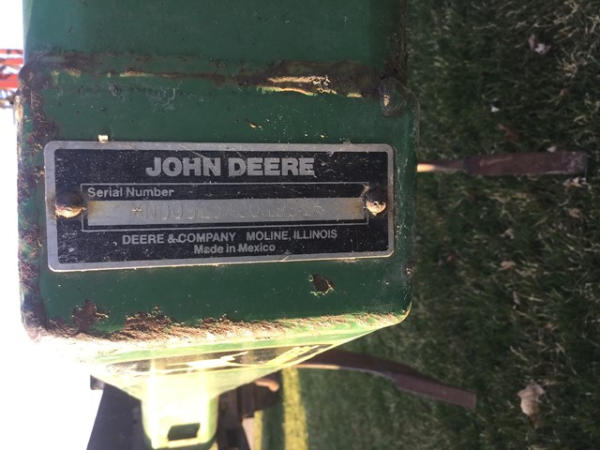 JOHN DEERE
Serial Number
DEERE & COMPANY MOLINE, ILLINOIS
Made in Mexico